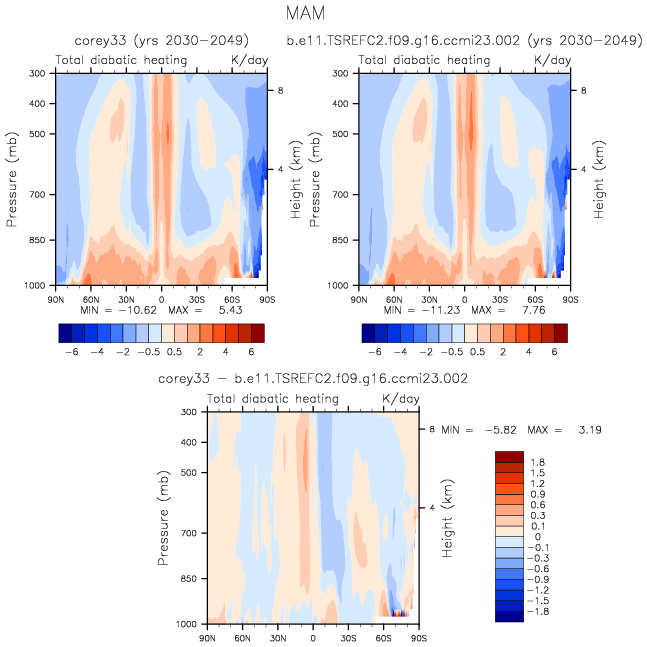 MAM
corey33 (yrs 2030-2049)
Total diabatic heating K/day
300
400
500
700
850
1000
Pressure (mb)
8
4
Height (km)
90N 60N 30N 0 30S 60S 90S
MIN = -10.62 MAX = 5.43
-6 -4 -2 -0.5 0.5 2 4 6
b.e11.TSREFC2.f09.g16.ccmi23.002 (yrs 2030-2049)
Total diabatic heating K/day
300
400
500
700
850
1000
Pressure (mb)
8
4
Height (km)
90N 60N 30N 0 30S 60S 90S
MIN = -11.23 MAX = 7.76
-6 -4 -2 -0.5 0.5 2 4 6
corey33 - b.e11.TSREFC2.f09.g16.ccmi23.002
Total diabatic heating K/day
300
400
500
700
850
1000
Pressure (mb)
8
4
Height (km)
90N 60N 30N 0 30S 60S 90S
MIN = -5.82 MAX = 3.19
1.8
1.5
1.2
0.9
0.6
0.3
0.1
0
-0.1
-0.3
-0.6
-0.9
-1.2
-1.5
-1.8